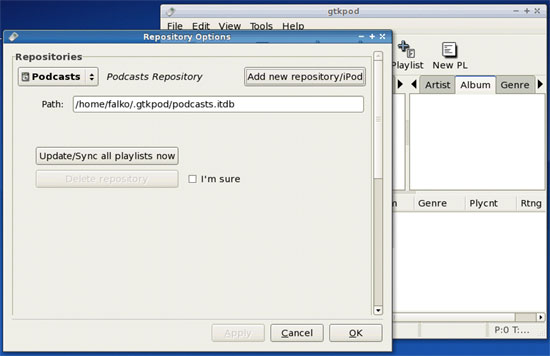 gtkpod
File Edit View Tools Help
Repository Options
Repositories
Podcasts
Podcasts Repository
Add new repository/iPod
Playlist
New PL
Path:
/home/falko/.gtkpod/podcasts.itdb
Artist
Album
Genre
Update/Sync all playlists now
Delete repository
I'm sure
Genre
Plycnt
Rtng
Apply
Cancel
OK
P:0 T:...